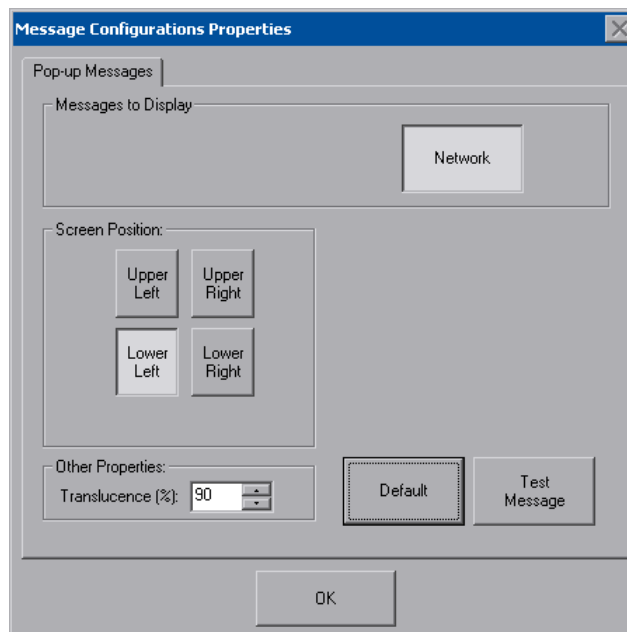 Message Configurations Properties
Pop-up Messages
Messages to Display
Network
Screen Position:
Upper
Left
Upper
Right
Lower
Left
Lower
Right
Other Properties:
Translucence (%): 90
Default
Test
Message
OK